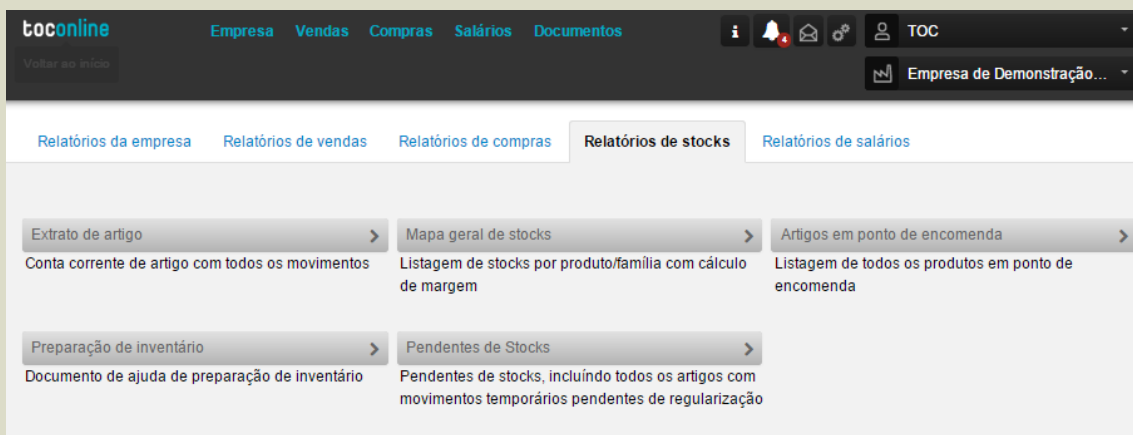 toconline
Empresa Vendas Compras Salários Documentos
i
4
TOC
Voltar ao início
Empresa de Demonstração...
Relatórios da empresa
Relatórios de vendas
Relatórios de compras
Relatórios de stocks
Relatórios de salários
Extrato de artigo
Conta corrente de artigo com todos os movimentos
Mapa geral de stocks
Listagem de stocks por produto/família com cálculo
de margem
Artigos em ponto de encomenda
Listagem de todos os produtos em ponto de
encomenda
Preparação de inventário
Documento de ajuda de preparação de inventário
Pendentes de Stocks
Pendentes de stocks, incluíndo todos os artigos com
movimentos temporários pendentes de regularização